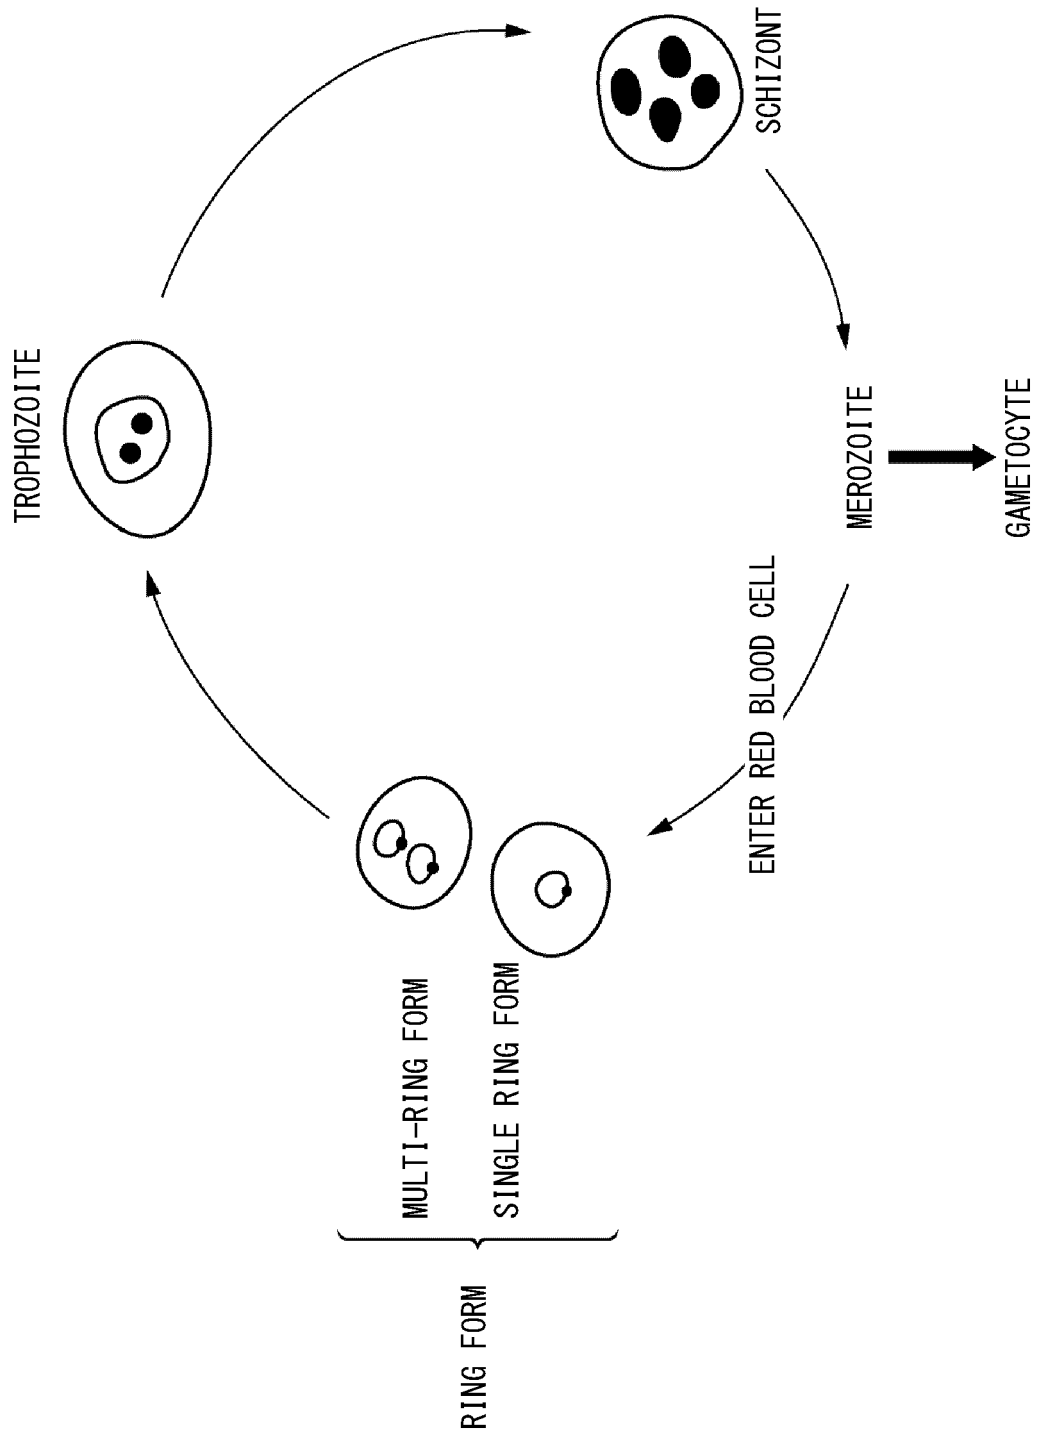 TROPHOZOITE
SCHIZONT
MEROZOITE
GAMETOCYTE
ENTER RED BLOOD CELL
MULTI-RING FORM
SINGLE RING FORM
RING FORM